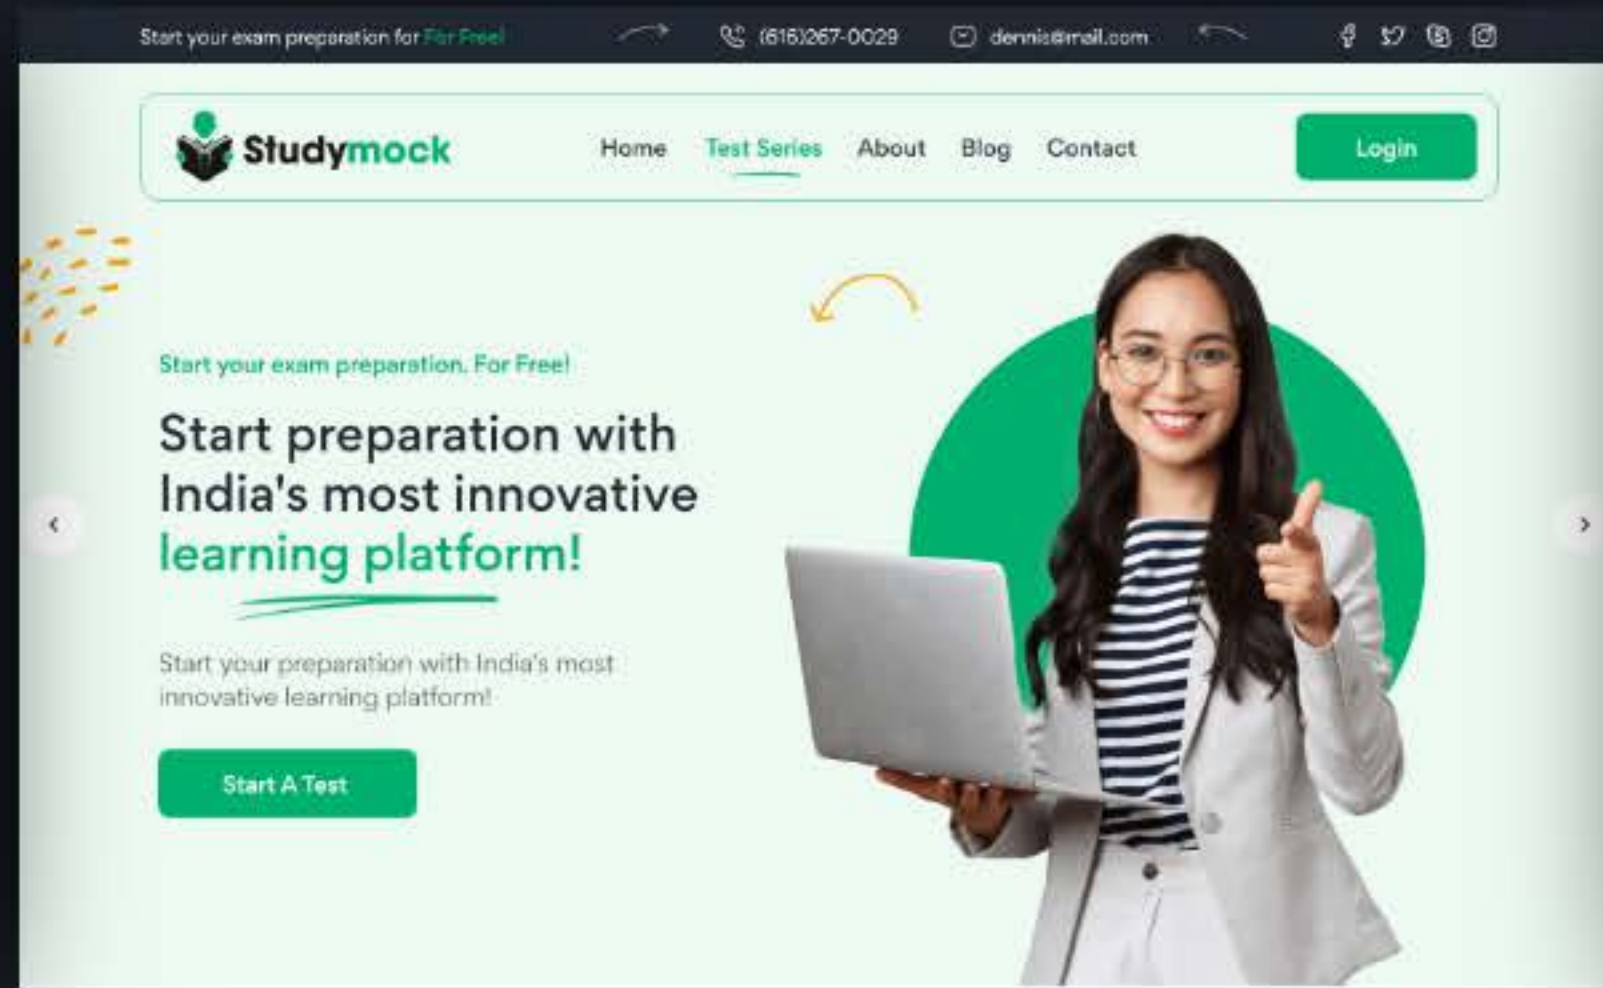 Start your exam preparation for For Free!
(616)267-0029
dennis@mail.com
Studymock
Home
Test Series
About
Blog
Contact
Login
Start your exam preparation. For Free!
Start preparation with
India's most innovative
learning platform!
Start your preparation with India's most
innovative learning platform!
Start A Test